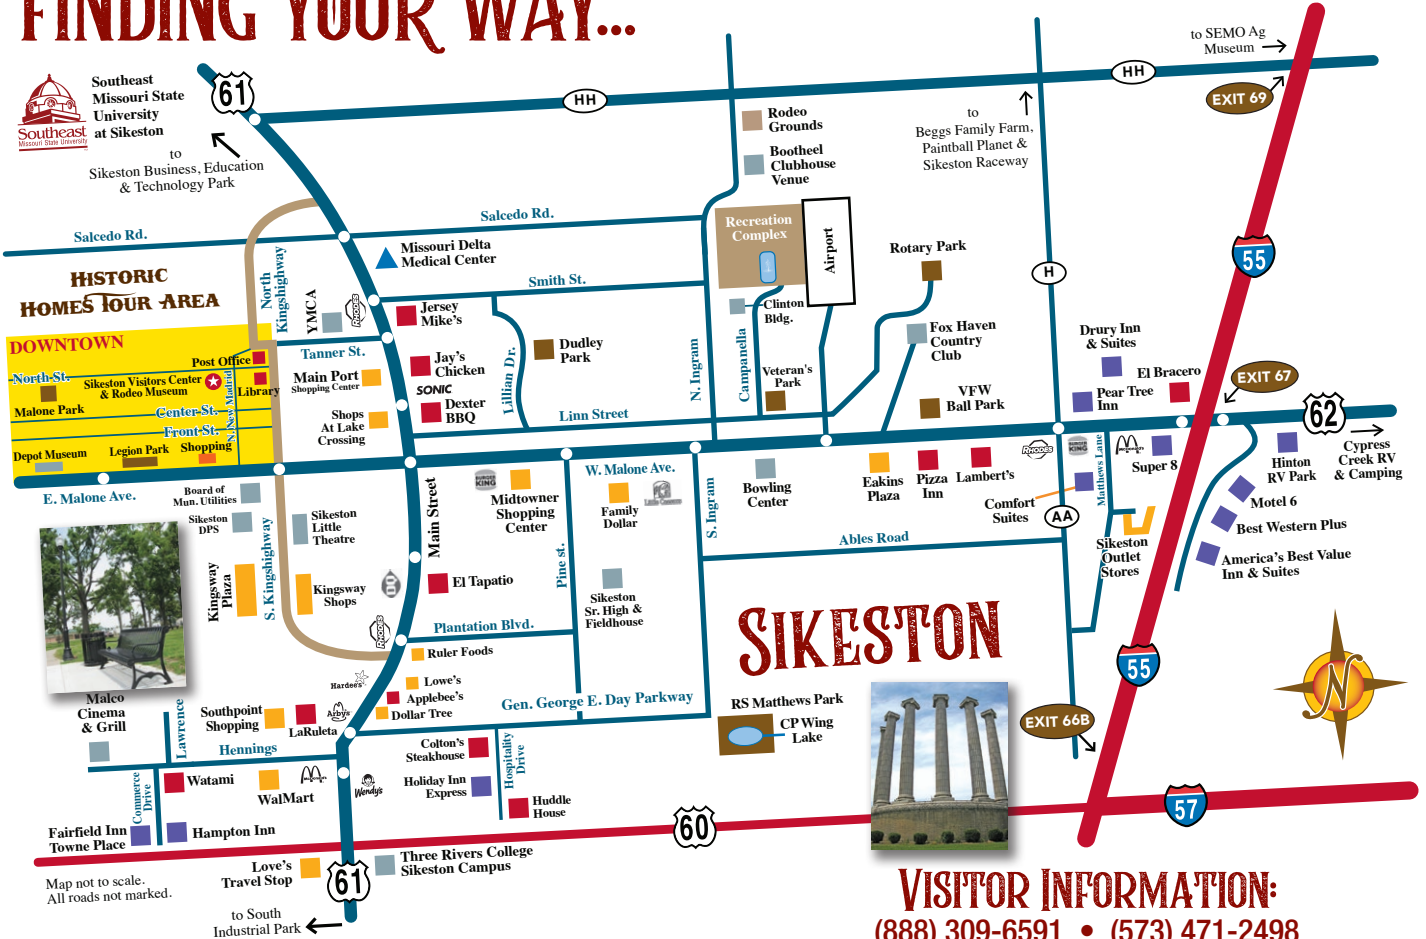 FINDING YOUR WAY...
Southeast
Missouri State
University
at Sikeston
Southeast
Missouri State University
61
to
Sikeston Business, Education
& Technology Park
HH
HH
to SEMO Ag
Museum
EXIT 69
Rodeo
Grounds
Bootheel
Clubhouse
Venue
to
Beggs Family Farm,
Paintball Planet &
Sikeston Raceway
Salcedo Rd.
Salcedo Rd.
HISTORIC
HOMES TOUR AREA
North
Kingshighway
Missouri Delta
Medical Center
Recreation
Complex
Airport
Rotary Park
H
55
Smith St.
YMCA
RHODES
Jersey
Mike's
Clinton
Bldg.
Campanella
N. Ingram
Fox Haven
Country
Club
Drury Inn
& Suites
DOWNTOWN
Post Office
North St.
Sikeston Visitors Center
& Rodeo Museum
Library
Malone Park
Center St.
Front St.
N. New Madrid
Depot Museum
Legion Park
Shopping
Tanner St.
Main Port
Shopping Center
Shops
At Lake
Crossing
Jay's
Chicken
SONIC
Dexter
BBQ
Lillian Dr.
Dudley
Park
Veteran's
Park
Linn Street
VFW
Ball Park
Pear Tree
Inn
El Bracero
EXIT 67
62
Cypress
Creek RV
& Camping
E. Malone Ave.
Board of
Mun. Utilities
Sikeston
DPS
Sikeston
Little
Theatre
Main Street
BURGER
KING
Midtowner
Shopping
Center
W. Malone Ave.
Family
Dollar
Little Caesars
S. Ingram
Bowling
Center
Eakins
Plaza
Pizza
Inn
Lambert's
RHODES
BURGER
KING
Matthews Lane
McDonald's
Super 8
Hinton
RV Park
Comfort
Suites
AA
Motel 6
Best Western Plus
America's Best Value
Inn & Suites
Sikeston
Outlet
Stores
Ables Road
Kingsway
Plaza
S. Kingshighway
Kingsway
Shops
El Tapatio
Pine st.
Sikeston
Sr. High &
Fieldhouse
RHODES
Plantation Blvd.
Ruler Foods
Hardee's
Lowe's
Applebee's
Dollar Tree
Gen. George E. Day Parkway
SIKESTON
RS Matthews Park
CP Wing
Lake
55
EXIT 66B
N
Malco
Cinema
& Grill
Lawrence
Southpoint
Shopping
LaRuleta
Arby's
Hennings
Colton's
Steakhouse
Hospitality
Drive
Holiday Inn
Express
Huddle
House
Commerce
Drive
Watami
WalMart
McDonald's
Wendy's
Fairfield Inn
Towne Place
Hampton Inn
60
57
Map not to scale.
All roads not marked.
Love's
Travel Stop
61
Three Rivers College
Sikeston Campus
to South
Industrial Park
VISITOR INFORMATION:
(888) 309-6591 • (573) 471-2498